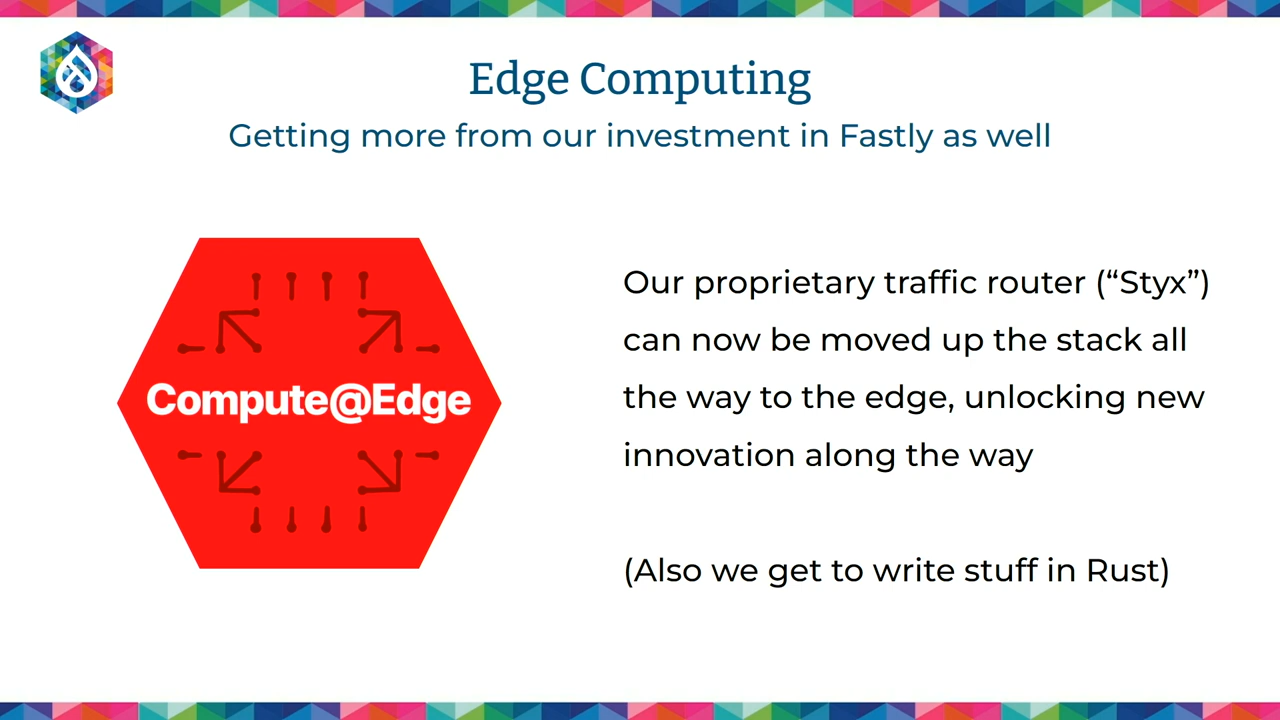 Edge Computing
Getting more from our investment in Fastly as well
Compute@Edge
Our proprietary traffic router (“Styx”)
can now be moved up the stack all
the way to the edge, unlocking new
innovation along the way
(Also we get to write stuff in Rust)